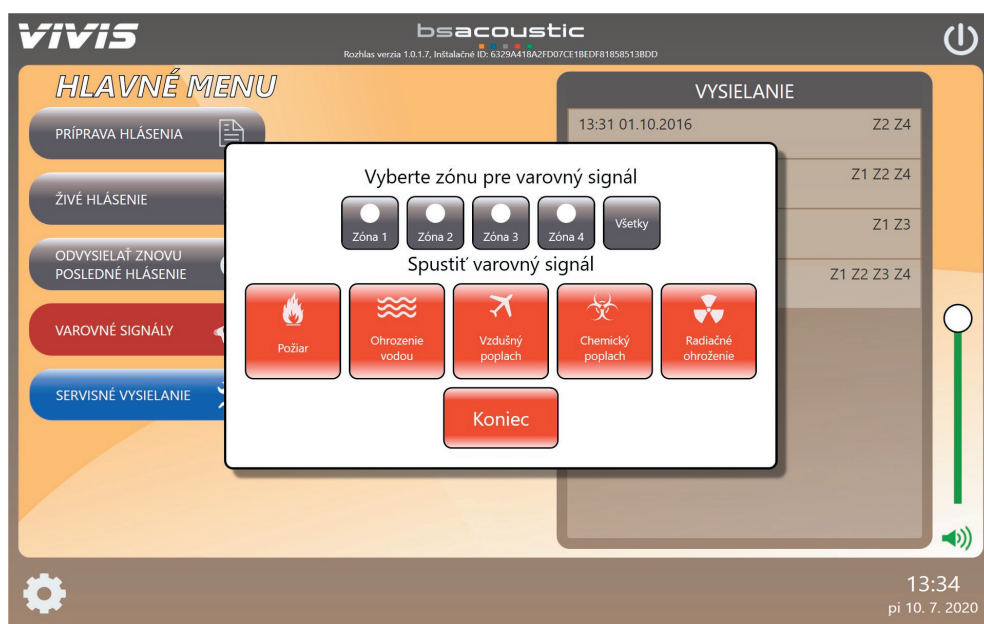 vivis
bsacoustic
Rozhlas verzia 1.0.1.7, Inštalačné ID: 6329A418A2FD07CE1BEDF81858513BDD
HLAVNÉ MENU
PRÍPRAVA HLÁSENIA
ŽIVÉ HLÁSENIE
ODVYSIELAŤ ZNOVU
POSLEDNÉ HLÁSENIE
VAROVNÉ SIGNÁLY
SERVISNÉ VYSIELANIE
VYSIELANIE
13:31 01.10.2016 Z2 Z4
Z1 Z2 Z4
Z1 Z3
Z1 Z2 Z3 Z4
Vyberte zónu pre varovný signál
Zóna 1 Zóna 2 Zóna 3 Zóna 4 Všetky
Spustiť varovný signál
Požiar
Ohrozenie
vodou
Vzdušný
poplach
Chemický
poplach
Radiačné
ohroženie
Koniec
13:34
pi 10. 7. 2020